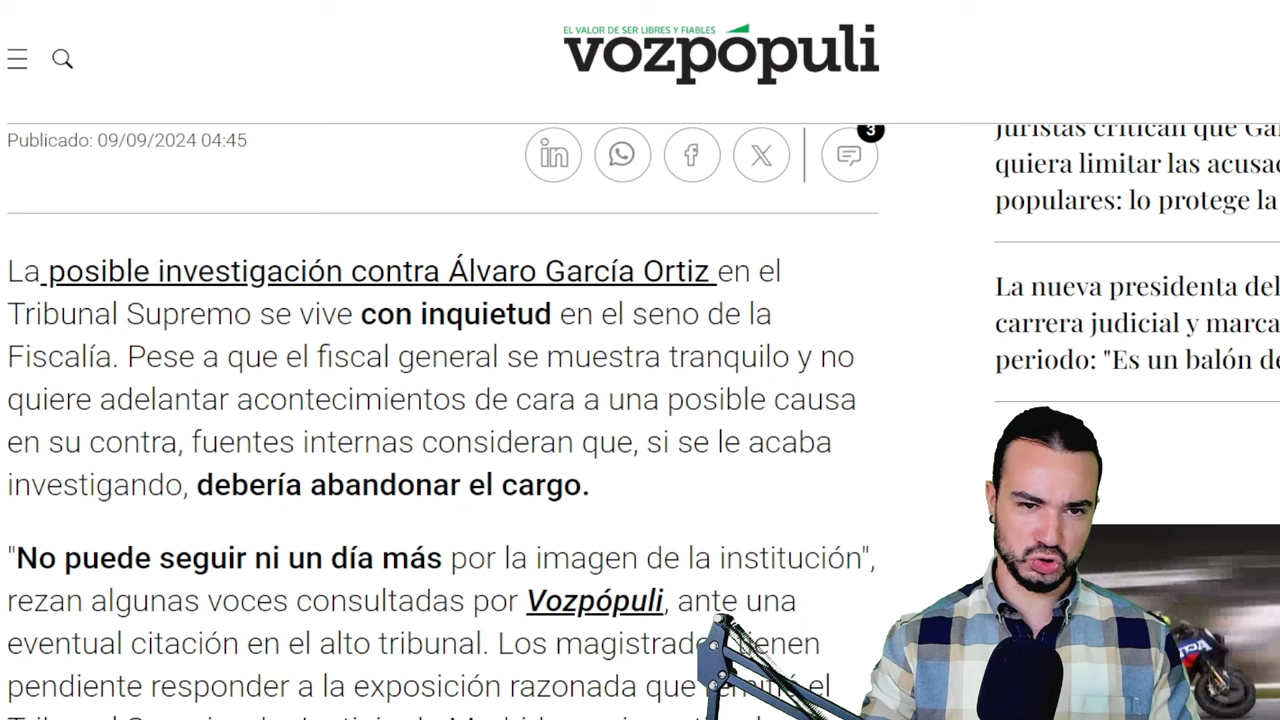 EL VALOR DE SER LIBRES Y FIABLES
vozpópuli
Publicado: 09/09/2024 04:45
3
La posible investigación contra Álvaro García Ortiz en el
Tribunal Supremo se vive con inquietud en el seno de la
Fiscalía. Pese a que el fiscal general se muestra tranquilo y no
quiere adelantar acontecimientos de cara a una posible causa
en su contra, fuentes internas consideran que, si se le acaba
investigando, debería abandonar el cargo.
"No puede seguir ni un día más por la imagen de la institución",
rezan algunas voces consultadas por Vozpópuli, ante una
eventual citación en el alto tribunal. Los
pendiente responder a la exposición razonada que el
juristas critican que
quiera limitar las
populares: lo protege la
La nueva presidenta del
carrera judicial y marca
periodo: "Es un balón